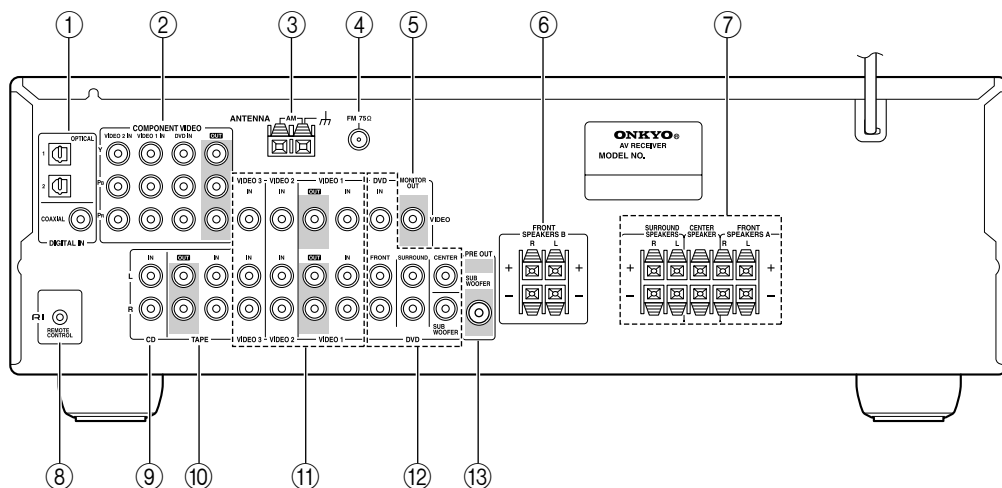 ① ② ③ ④ ⑤ ⑥ ⑦
OPTICAL
1
2
COAXIAL
DIGITAL IN
COMPONENT VIDEO
VIDEO 2 IN VIDEO 1 IN DVD IN OUT
Y
PB
PR
ANTENNA AM
FM 75Ω
ONKYO®
AV RECEIVER
MODEL NO.
VIDEO 3 VIDEO 2 VIDEO 1 DVD MONITOR OUT
IN IN OUT IN IN
VIDEO
IN OUT IN IN IN OUT IN FRONT SURROUND CENTER
L
R
SUB WOOFER
CD TAPE VIDEO 3 VIDEO 2 VIDEO 1 DVD
PRE OUT
SUB WOOFER
FRONT SPEAKERS B
R L
+
−
SURROUND SPEAKERS CENTER SPEAKER FRONT SPEAKERS A
R L R L
+ +
− −
RI
REMOTE CONTROL
⑧ ⑨ ⑩ ⑪ ⑫ ⑬